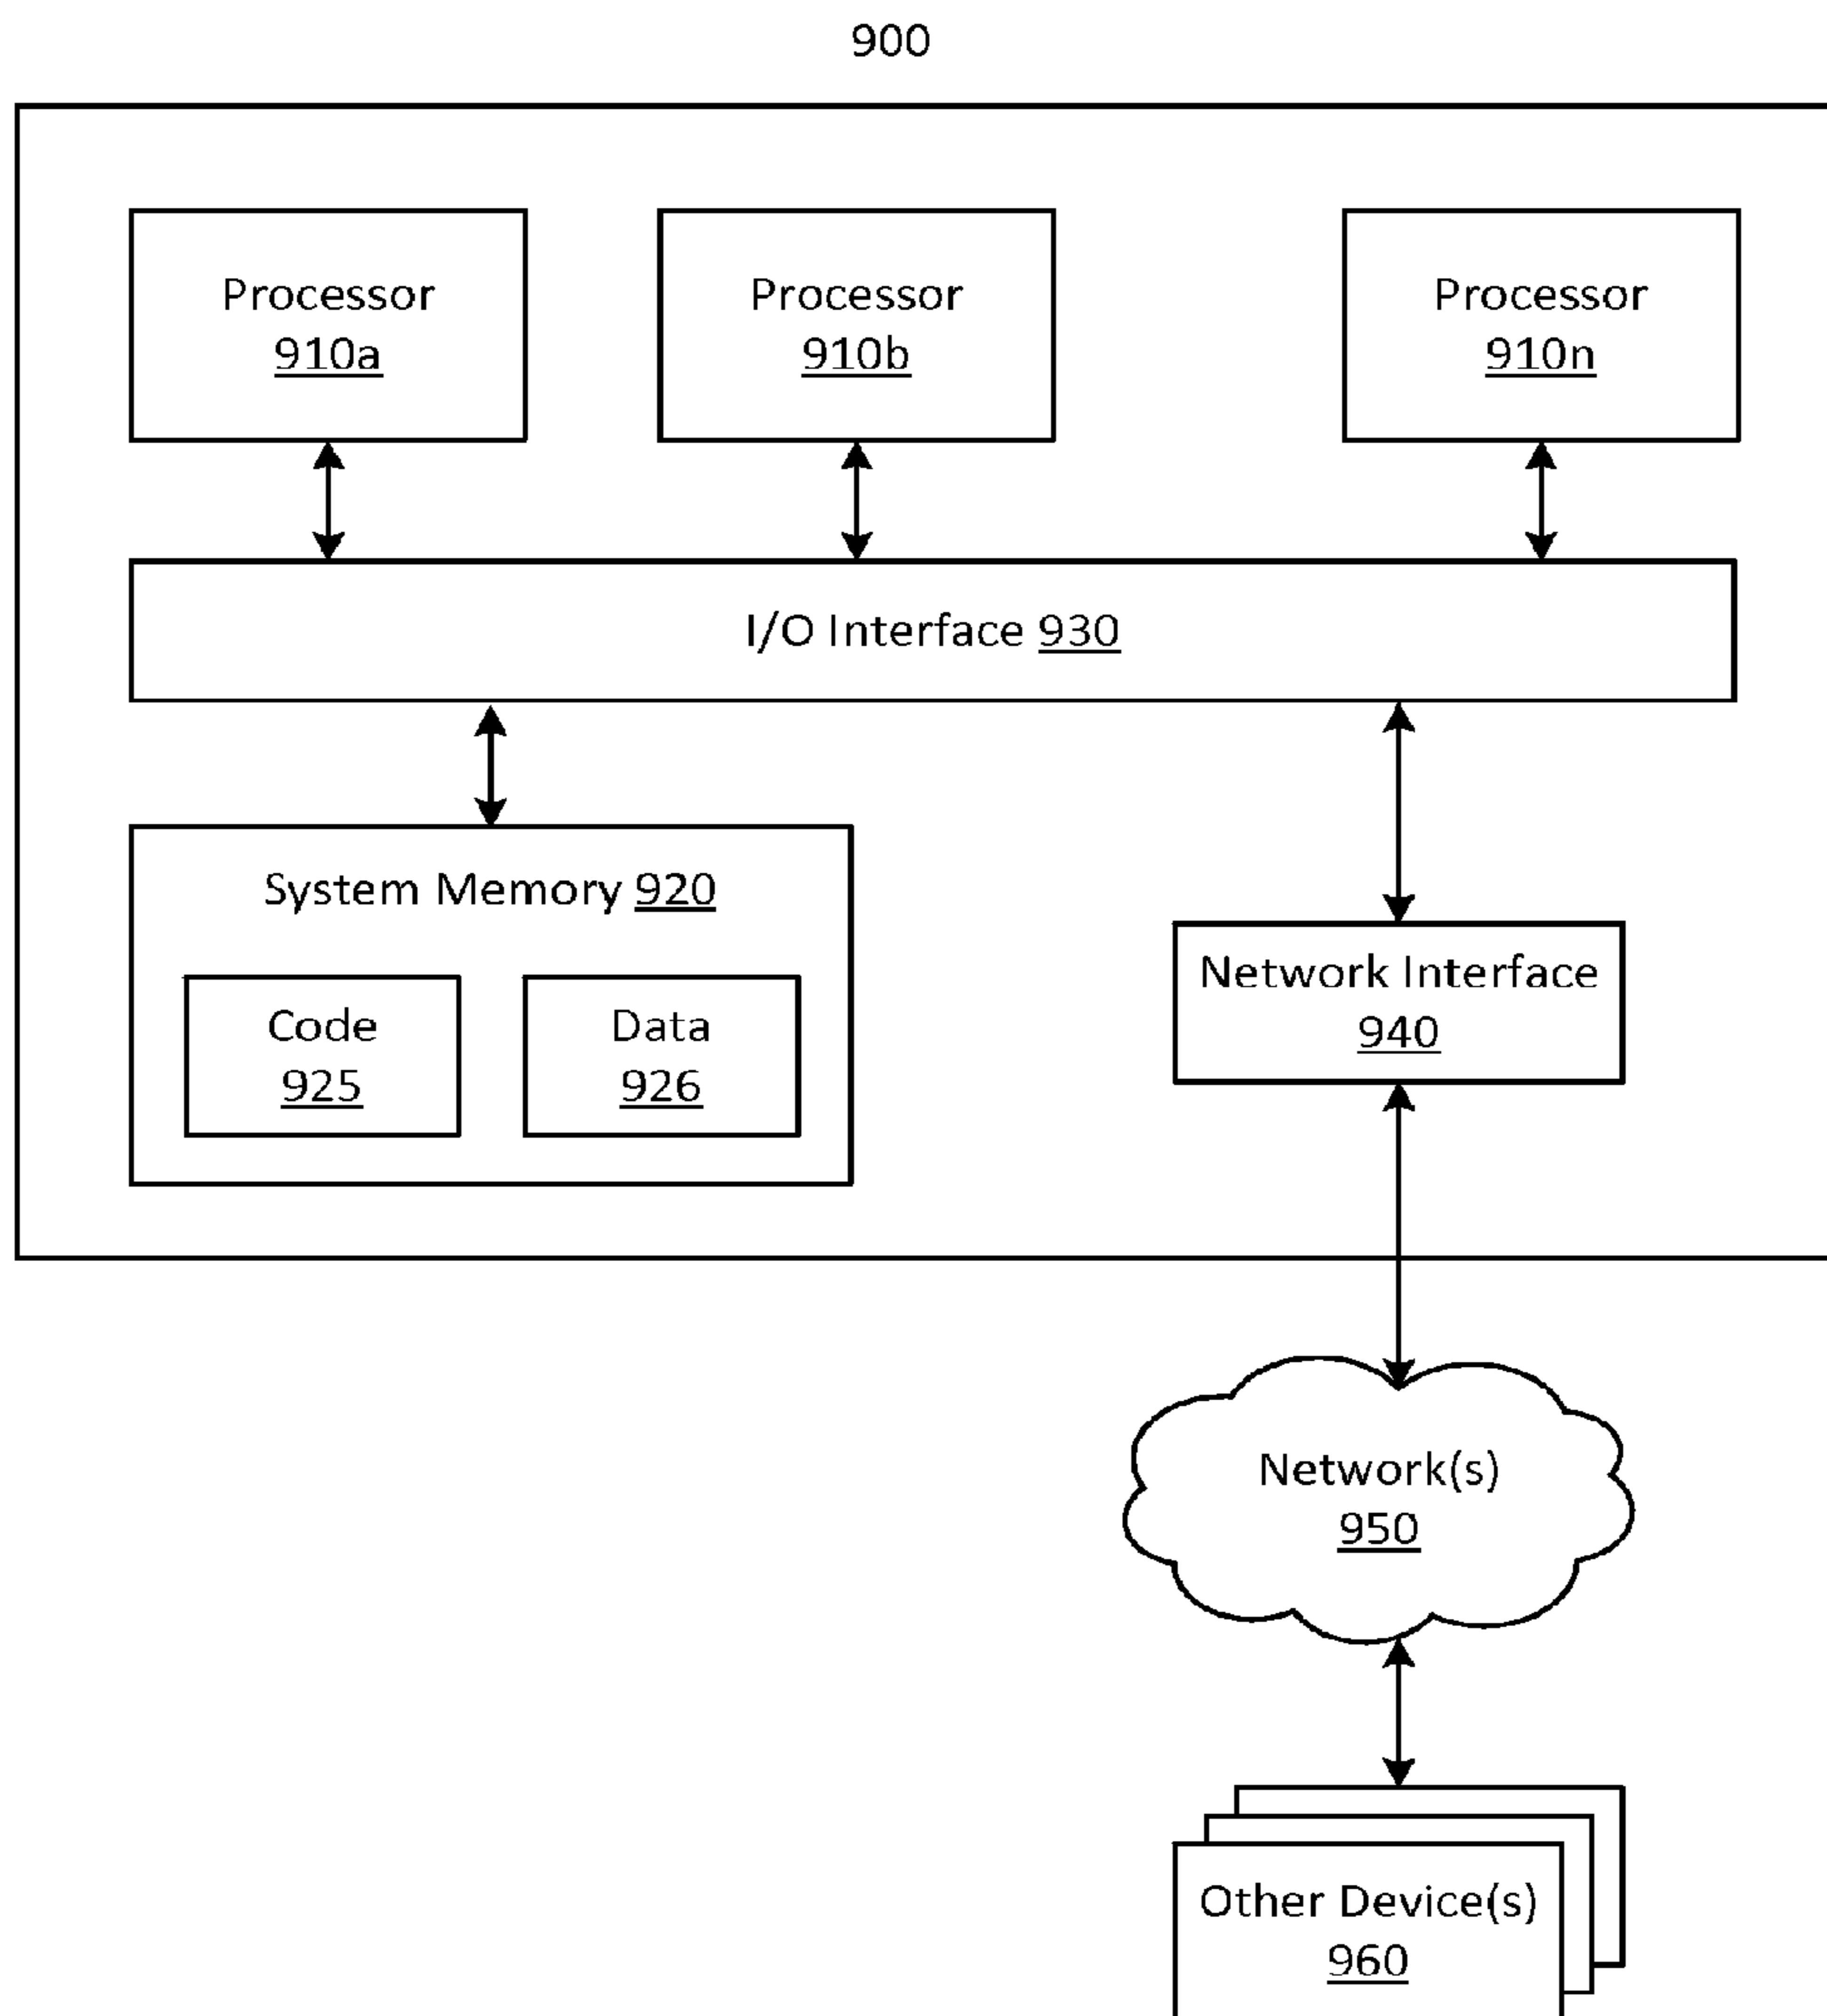 900
Processor
910a
Processor
910b
Processor
910n
I/O Interface 930
System Memory 920
Code
925
Data
926
Network Interface
940
Network(s)
950
Other Device(s)
960